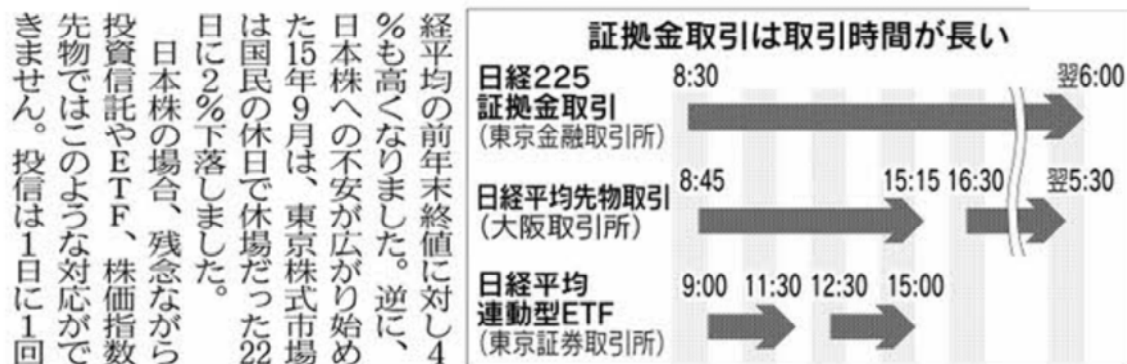 証拠金取引は取引時間が長い
日経225
証拠金取引
(東京金融取引所)
8:30
翌6:00
日経平均先物取引
(大阪取引所)
8:45
15:15
16:30
翌5:30
日経平均
連動型ETF
(東京証券取引所)
9:00
11:30
12:30
15:00
経平均の前年末終値に対し4
%も高くなりました。逆に、
日本株への不安が広がり始め
た15年9月は、東京株式市場
は国民の休日で休場だった22
日に2%下落しました。
日本株の場合、残念ながら
投資信託やETF、株価指数
先物ではこのような対応がで
きません。投信は1日に1回